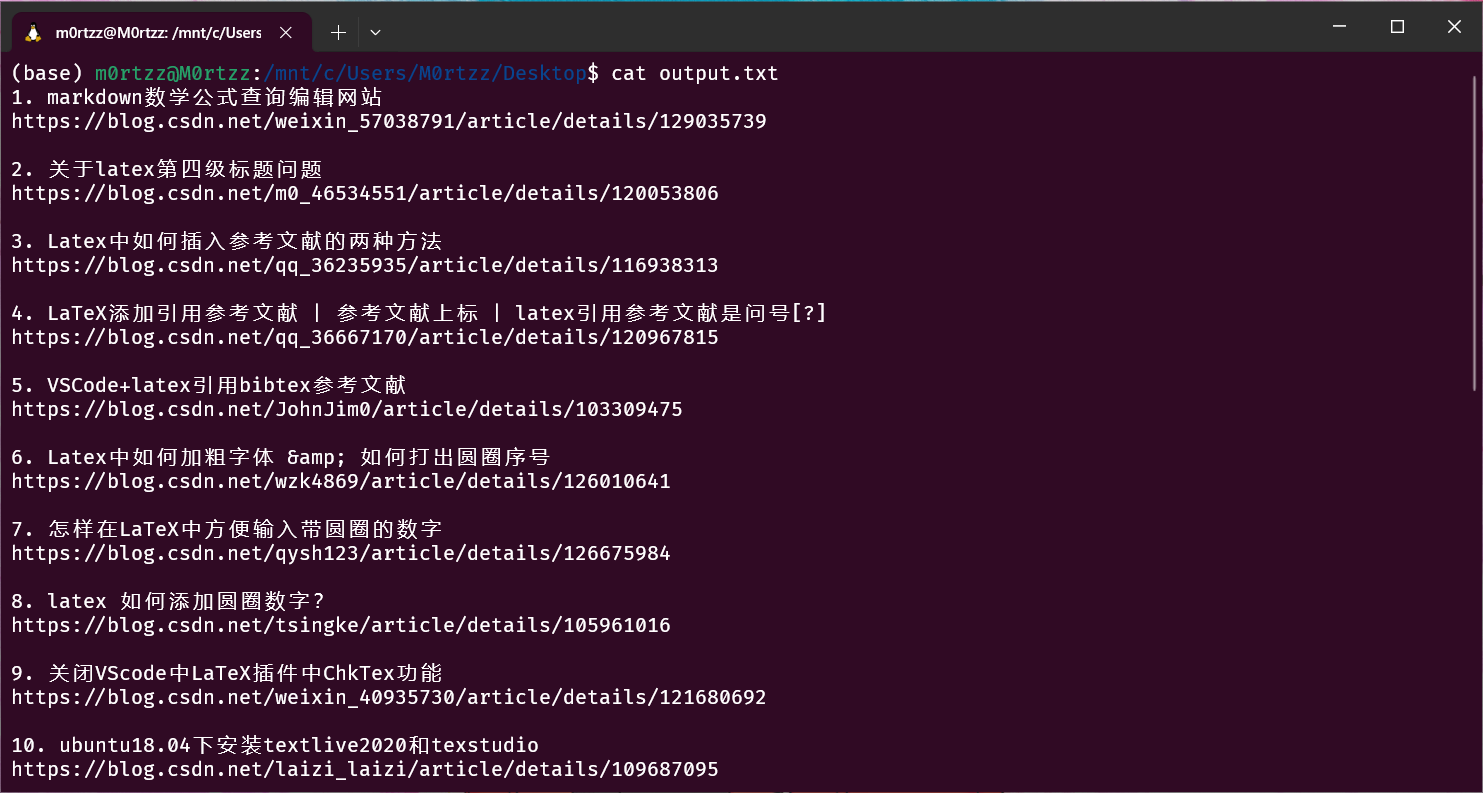 m0rtzz@M0rtzz: /mnt/c/Users
(base) m0rtzz@M0rtzz:/mnt/c/Users/M0rtzz/Desktop$ cat output.txt
1. markdown数学公式查询编辑网站
https://blog.csdn.net/weixin_57038791/article/details/129035739
2. 关于latex第四级标题问题
https://blog.csdn.net/m0_46534551/article/details/120053806
3. Latex中如何插入参考文献的两种方法
https://blog.csdn.net/qq_36235935/article/details/116938313
4. LaTeX添加引用参考文献 | 参考文献上标 | latex引用参考文献是问号[?]
https://blog.csdn.net/qq_36667170/article/details/120967815
5. VSCode+latex引用bibtex参考文献
https://blog.csdn.net/JohnJim0/article/details/103309475
6. Latex中如何加粗字体 &amp; 如何打出圆圈序号
https://blog.csdn.net/wzk4869/article/details/126010641
7. 怎样在LaTeX中方便输入带圆圈的数字
https://blog.csdn.net/qysh123/article/details/126675984
8. latex 如何添加圆圈数字？
https://blog.csdn.net/tsingke/article/details/105961016
9. 关闭VScode中LaTeX插件中ChkTex功能
https://blog.csdn.net/weixin_40935730/article/details/121680692
10. ubuntu18.04下安装textlive2020和texstudio
https://blog.csdn.net/laizi_laizi/article/details/109687095